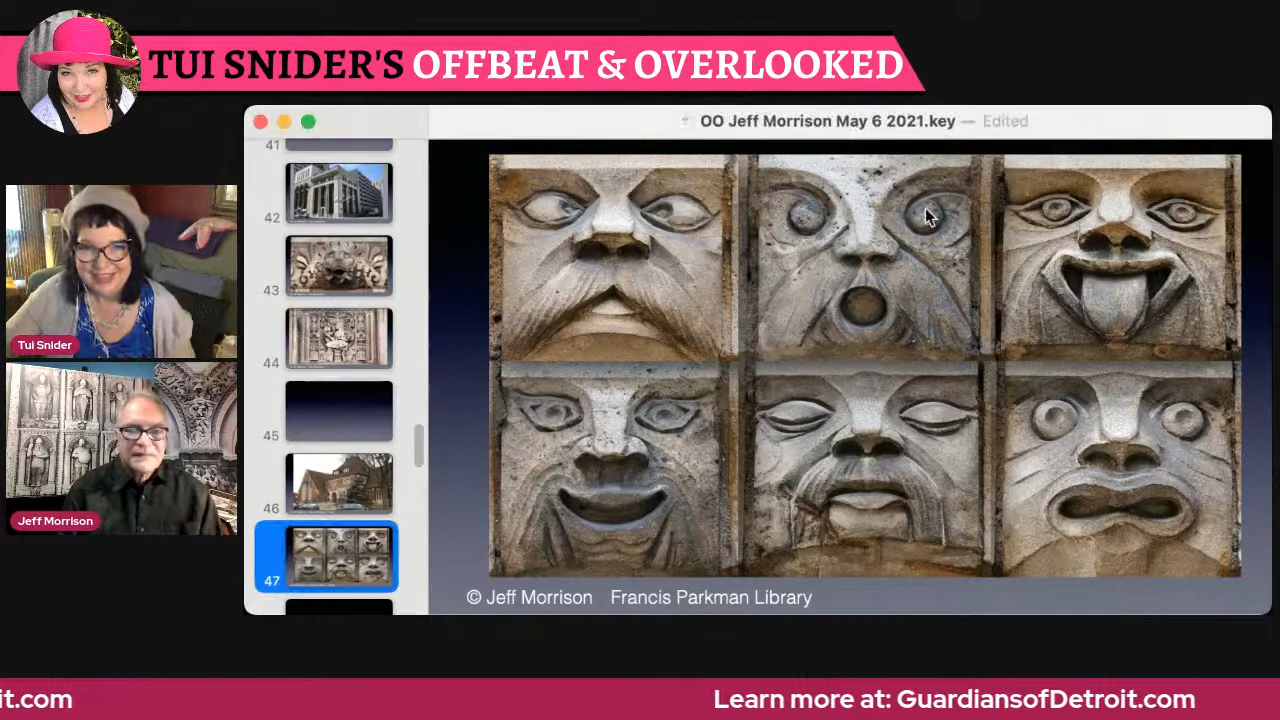 TUI SNIDER'S OFFBEAT & OVERLOOKED
OO Jeff Morrison May 6 2021.key — Edited
41
42
43
44
45
46
47
Tui Snider
Jeff Morrison
© Jeff Morrison Francis Parkman Library
it.com
Learn more at: GuardiansofDetroit.com